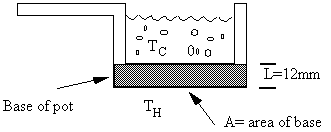 T_C
L=12mm
Base of pot
T_H
A= area of base